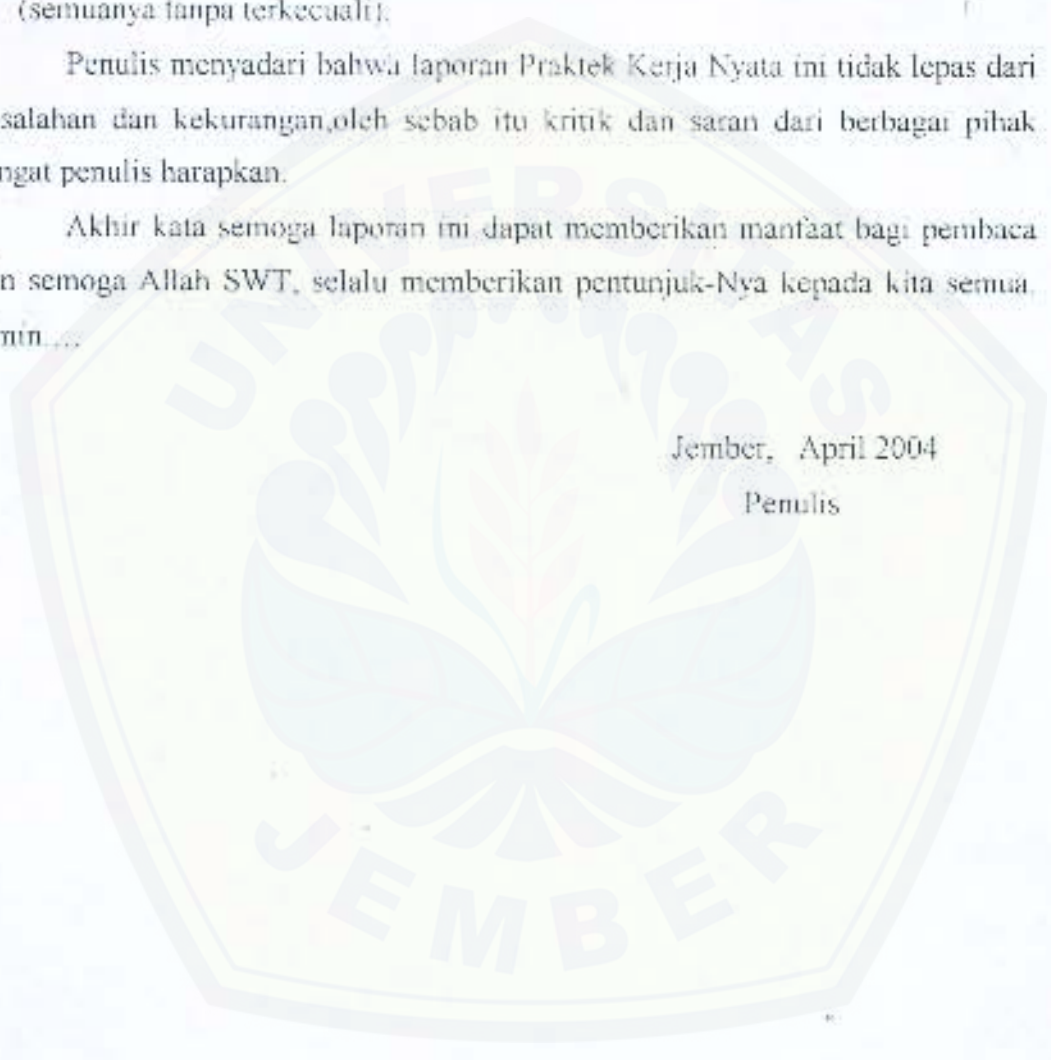 (semuanya tanpa terkecuali).
Penulis menyadari bahwa laporan Praktek Kerja Nyata ini tidak lepas dari
salahan dan kekurangan,oleh sebab itu kritik dan saran dari berbagai pihak
ngat penulis harapkan.
Akhir kata semoga laporan ini dapat memberikan manfaat bagi pembaca
n semoga Allah SWT, selalu memberikan pentunjuk-Nya kepada kita semua.
min....
Jember, April 2004
Penulis
UNIVERSITAS
JEMBER